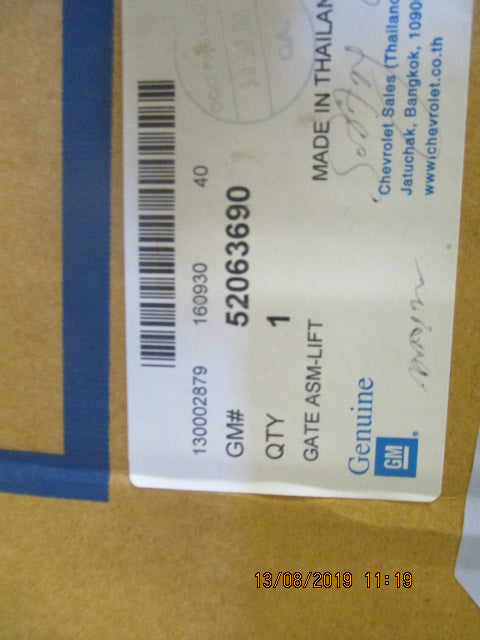 130002879 160930 40
GM# 52063690
QTY 1
GATE ASM-LIFT
MADE IN THAILAN
Genuine
GM
Chevrolet Sales (Thailand
Jatuchak, Bangkok, 1090
www.chevrolet.co.th
13/08/2019 11:19